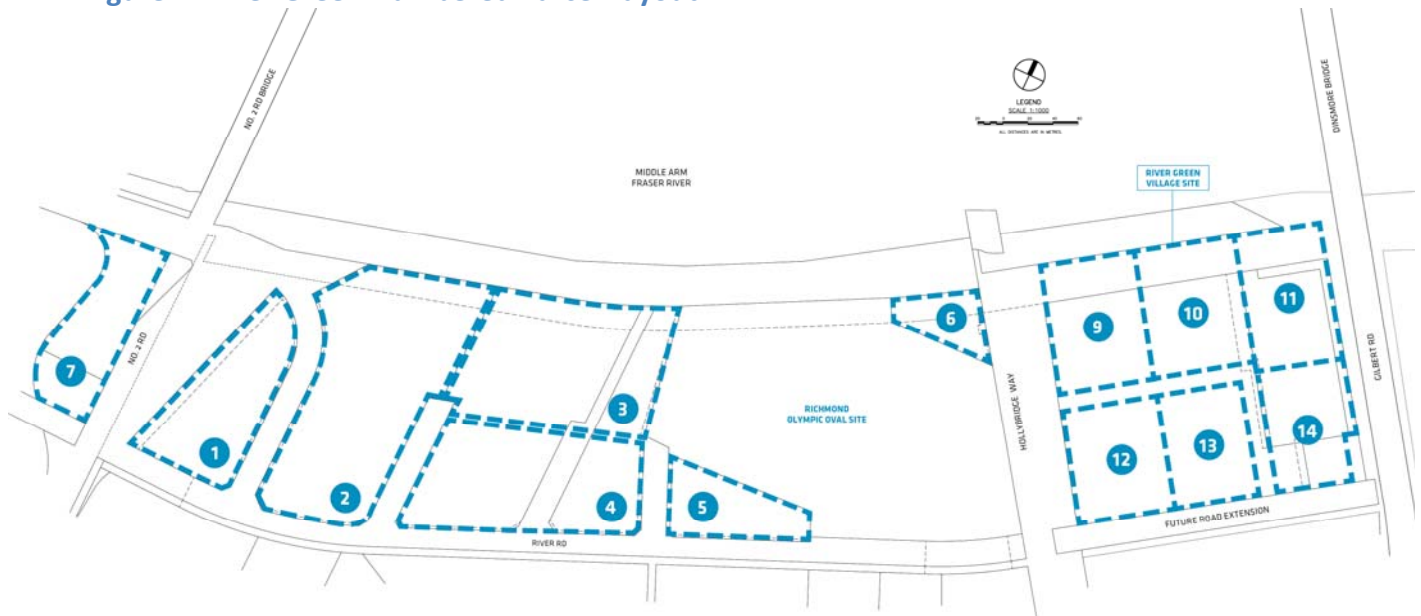 NO. 2 RD BRIDGE
LEGEND
SCALE 1:1000
ALL DISTANCES ARE IN METRES
DINSMORE BRIDGE
MIDDLE ARM
FRASER RIVER
RIVER GREEN
VILLAGE SITE
7
NO. 2 RD
1
2
3
4
5
6
RICHMOND
OLYMPIC OVAL SITE
HOLLYBRIDGE WAY
9
10
11
12
13
14
GILBERT RD
RIVER RD
FUTURE ROAD EXTENSION